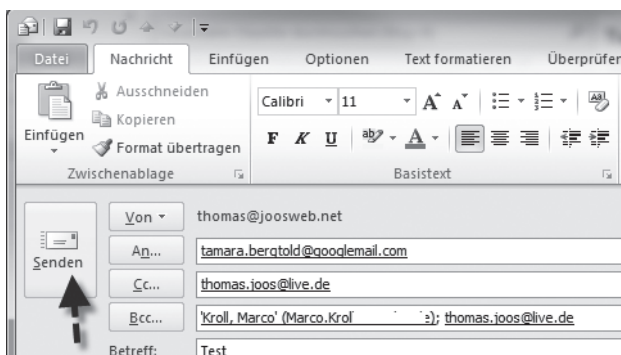 Datei Nachricht Einfügen Optionen Text formatieren Überprüfen
Ausschneiden
Kopieren
Format übertragen
Einfügen
Calibri 11
F K U
Zwischenablage Basistext
Senden
Von thomas@joosweb.net
An... tamara.bergtold@googlemail.com
Cc... thomas.joos@live.de
Bcc... 'Kroll, Marco' (Marco.Krol e); thomas.joos@live.de
Betreff: Test